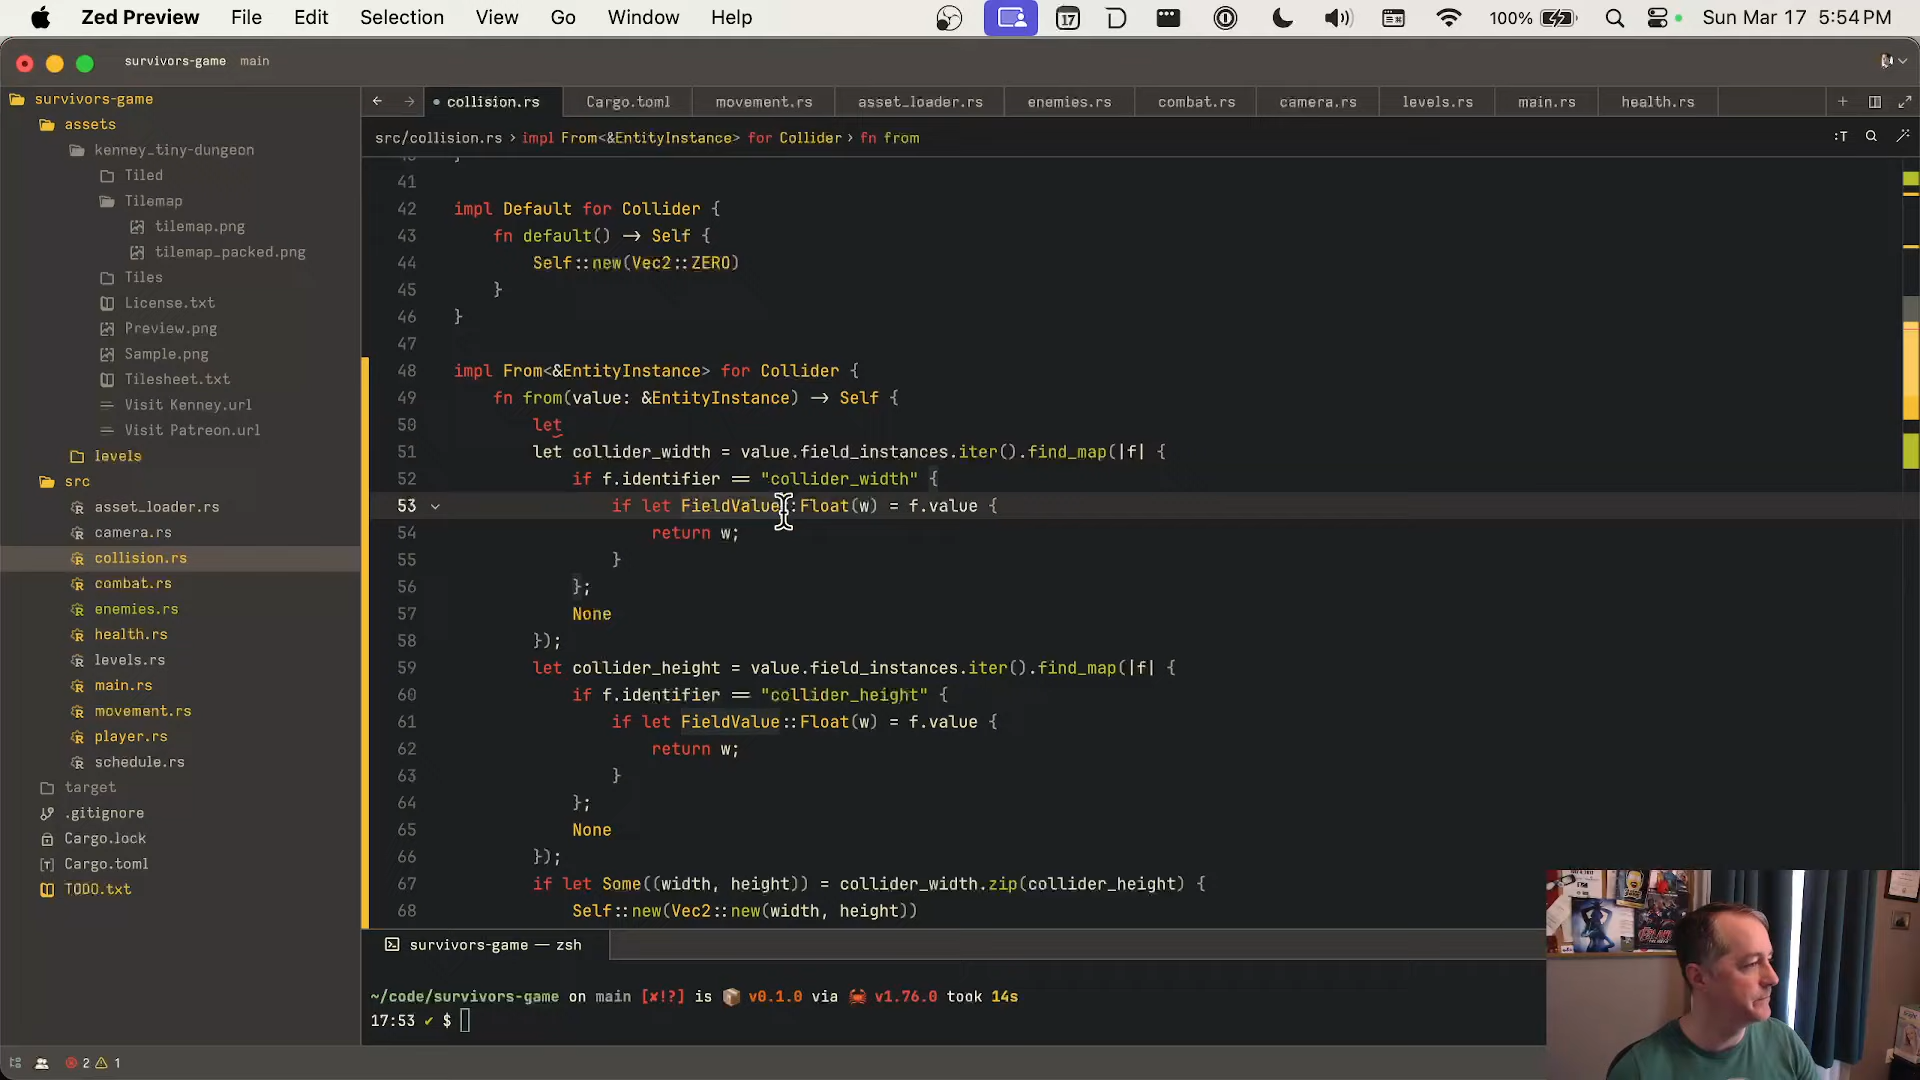 Zed Preview File Edit Selection View Go Window Help 17 100% Sun Mar 17 5:54 PM
survivors-game main
survivors-game
assets
kenney_tiny-dungeon
Tiled
Tilemap
tilemap.png
tilemap_packed.png
Tiles
License.txt
Preview.png
Sample.png
Tilesheet.txt
Visit Kenney.url
Visit Patreon.url
levels
src
asset_loader.rs
camera.rs
collision.rs
combat.rs
enemies.rs
health.rs
levels.rs
main.rs
movement.rs
player.rs
schedule.rs
target
.gitignore
Cargo.lock
Cargo.toml
TODO.txt
2 1
collision.rs Cargo.toml movement.rs asset_loader.rs enemies.rs combat.rs camera.rs levels.rs main.rs health.rs
src/collision.rs › impl From<&EntityInstance> for Collider › fn from
41
42 impl Default for Collider {
43 fn default() → Self {
44 Self::new(Vec2::ZERO)
45 }
46 }
47
48 impl From<&EntityInstance> for Collider {
49 fn from(value: &EntityInstance) → Self {
50 let
51 let collider_width = value.field_instances.iter().find_map(|f| {
52 if f.identifier == "collider_width" {
53 if let FieldValue::Float(w) = f.value {
54 return w;
55 }
56 };
57 None
58 });
59 let collider_height = value.field_instances.iter().find_map(|f| {
60 if f.identifier == "collider_height" {
61 if let FieldValue::Float(w) = f.value {
62 return w;
63 }
64 };
65 None
66 });
67 if let Some((width, height)) = collider_width.zip(collider_height) {
68 Self::new(Vec2::new(width, height))
survivors-game — zsh
~/code/survivors-game on main [✘!?] is 📦 v0.1.0 via 🦀 v1.76.0 took 14s
17:53 ✔ $